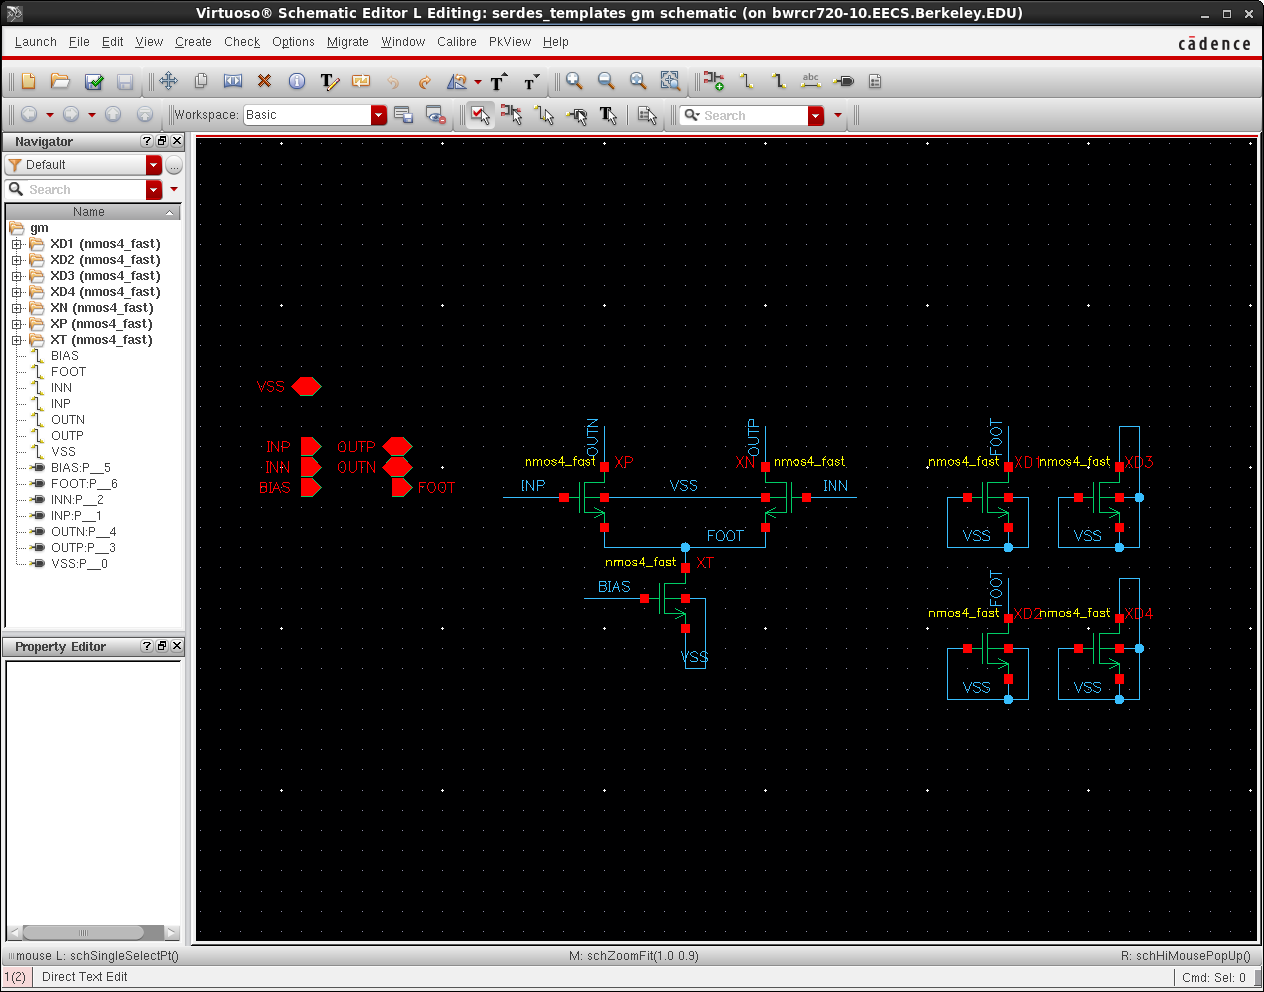 Virtuoso® Schematic Editor L Editing: serdes_templates gm schematic (on bwrcr720-10.EECS.Berkeley.EDU)
Launch File Edit View Create Check Options Migrate Window Calibre PkView Help
cādence
abc
Workspace: Basic
Search
Navigator
Default
Search
Name
gm
XD1 (nmos4_fast)
XD2 (nmos4_fast)
XD3 (nmos4_fast)
XD4 (nmos4_fast)
XN (nmos4_fast)
XP (nmos4_fast)
XT (nmos4_fast)
BIAS
FOOT
INN
INP
OUTN
OUTP
VSS
BIAS:P__5
FOOT:P__6
INN:P__2
INP:P__1
OUTN:P__4
OUTP:P__3
VSS:P__0
Property Editor
VSS
INP OUTP
INN OUTN
BIAS FOOT
OUTN OUTP
nmos4_fast XP XN nmos4_fast
INP VSS INN
FOOT
nmos4_fast XT
BIAS
VSS
FOOT
nmos4_fast XD1 nmos4_fast XD3
VSS VSS
FOOT
nmos4_fast XD2 nmos4_fast XD4
VSS VSS
mouse L: schSingleSelectPt() M: schZoomFit(1.0 0.9) R: schHiMousePopUp()
1(2) Direct Text Edit Cmd: Sel: 0